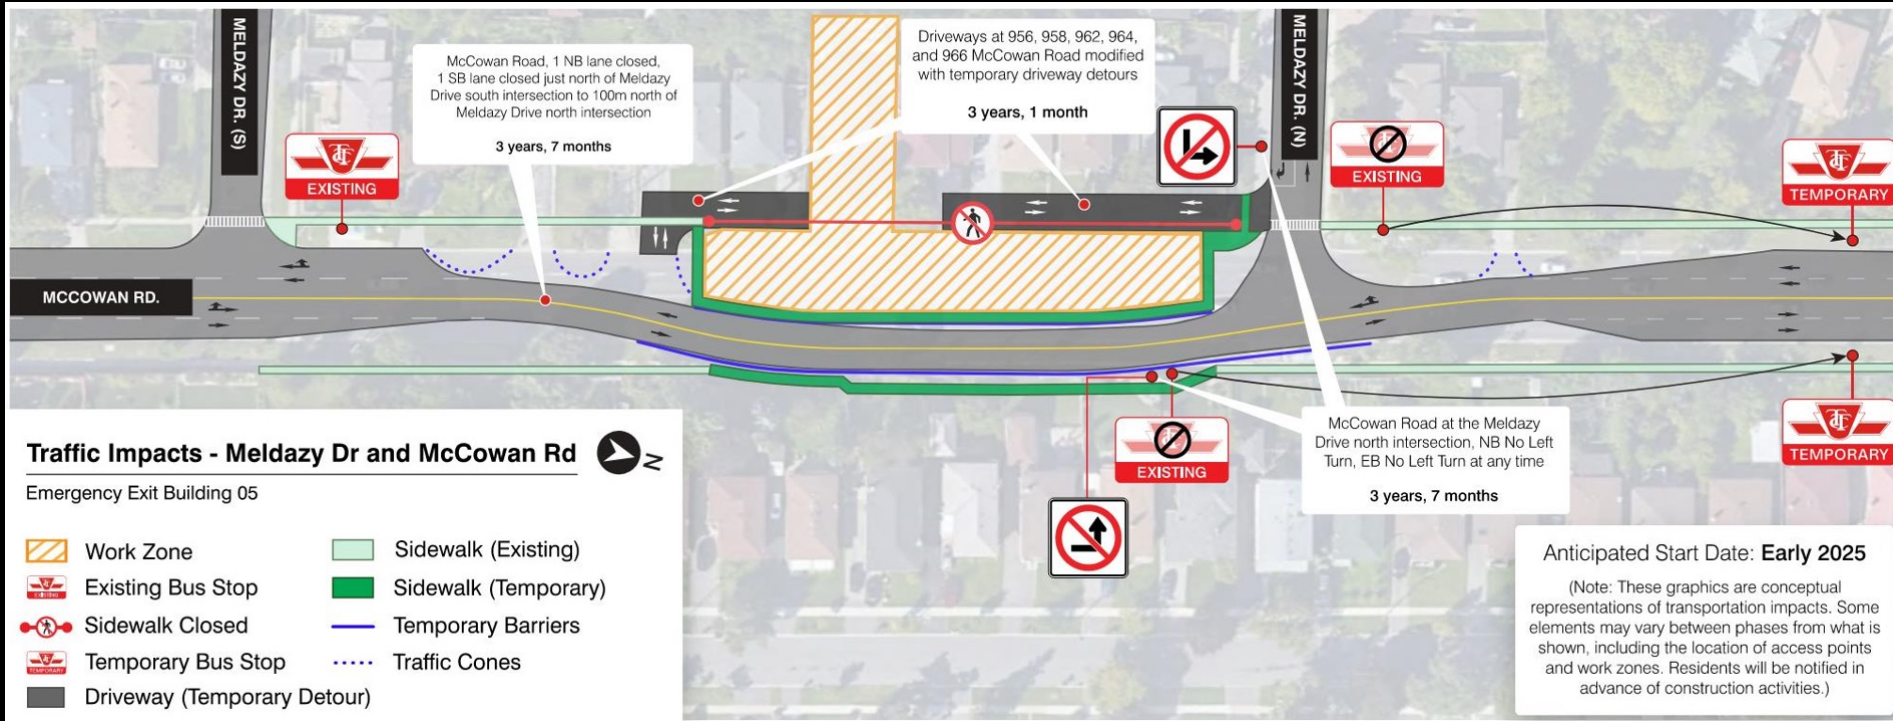 MELDAZY DR. (S)
McCowan Road, 1 NB lane closed,
1 SB lane closed just north of Meldazy
Drive south intersection to 100m north of
Meldazy Drive north intersection
3 years, 7 months
Driveways at 956, 958, 962, 964,
and 966 McCowan Road modified
with temporary driveway detours
3 years, 1 month
MELDAZY DR. (N)
EXISTING
EXISTING
TEMPORARY
MCCOWAN RD.
EXISTING
TEMPORARY
McCowan Road at the Meldazy
Drive north intersection, NB No Left
Turn, EB No Left Turn at any time
3 years, 7 months
Traffic Impacts - Meldazy Dr and McCowan Rd
N
Emergency Exit Building 05
Work Zone
Existing Bus Stop
Sidewalk Closed
Temporary Bus Stop
Driveway (Temporary Detour)
Sidewalk (Existing)
Sidewalk (Temporary)
Temporary Barriers
Traffic Cones
Anticipated Start Date: Early 2025
(Note: These graphics are conceptual
representations of transportation impacts. Some
elements may vary between phases from what is
shown, including the location of access points
and work zones. Residents will be notified in
advance of construction activities.)